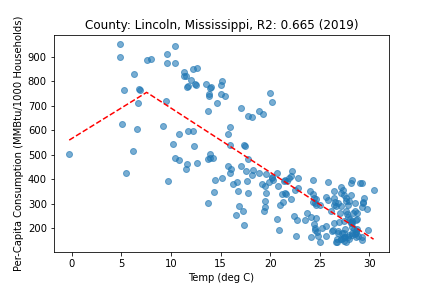 County: Lincoln, Mississippi, R2: 0.665 (2019)
Per-Capita Consumption (MMBtu/1000 Households)
900
800
700
600
500
400
300
200
0 5 10 15 20 25 30
Temp (deg C)